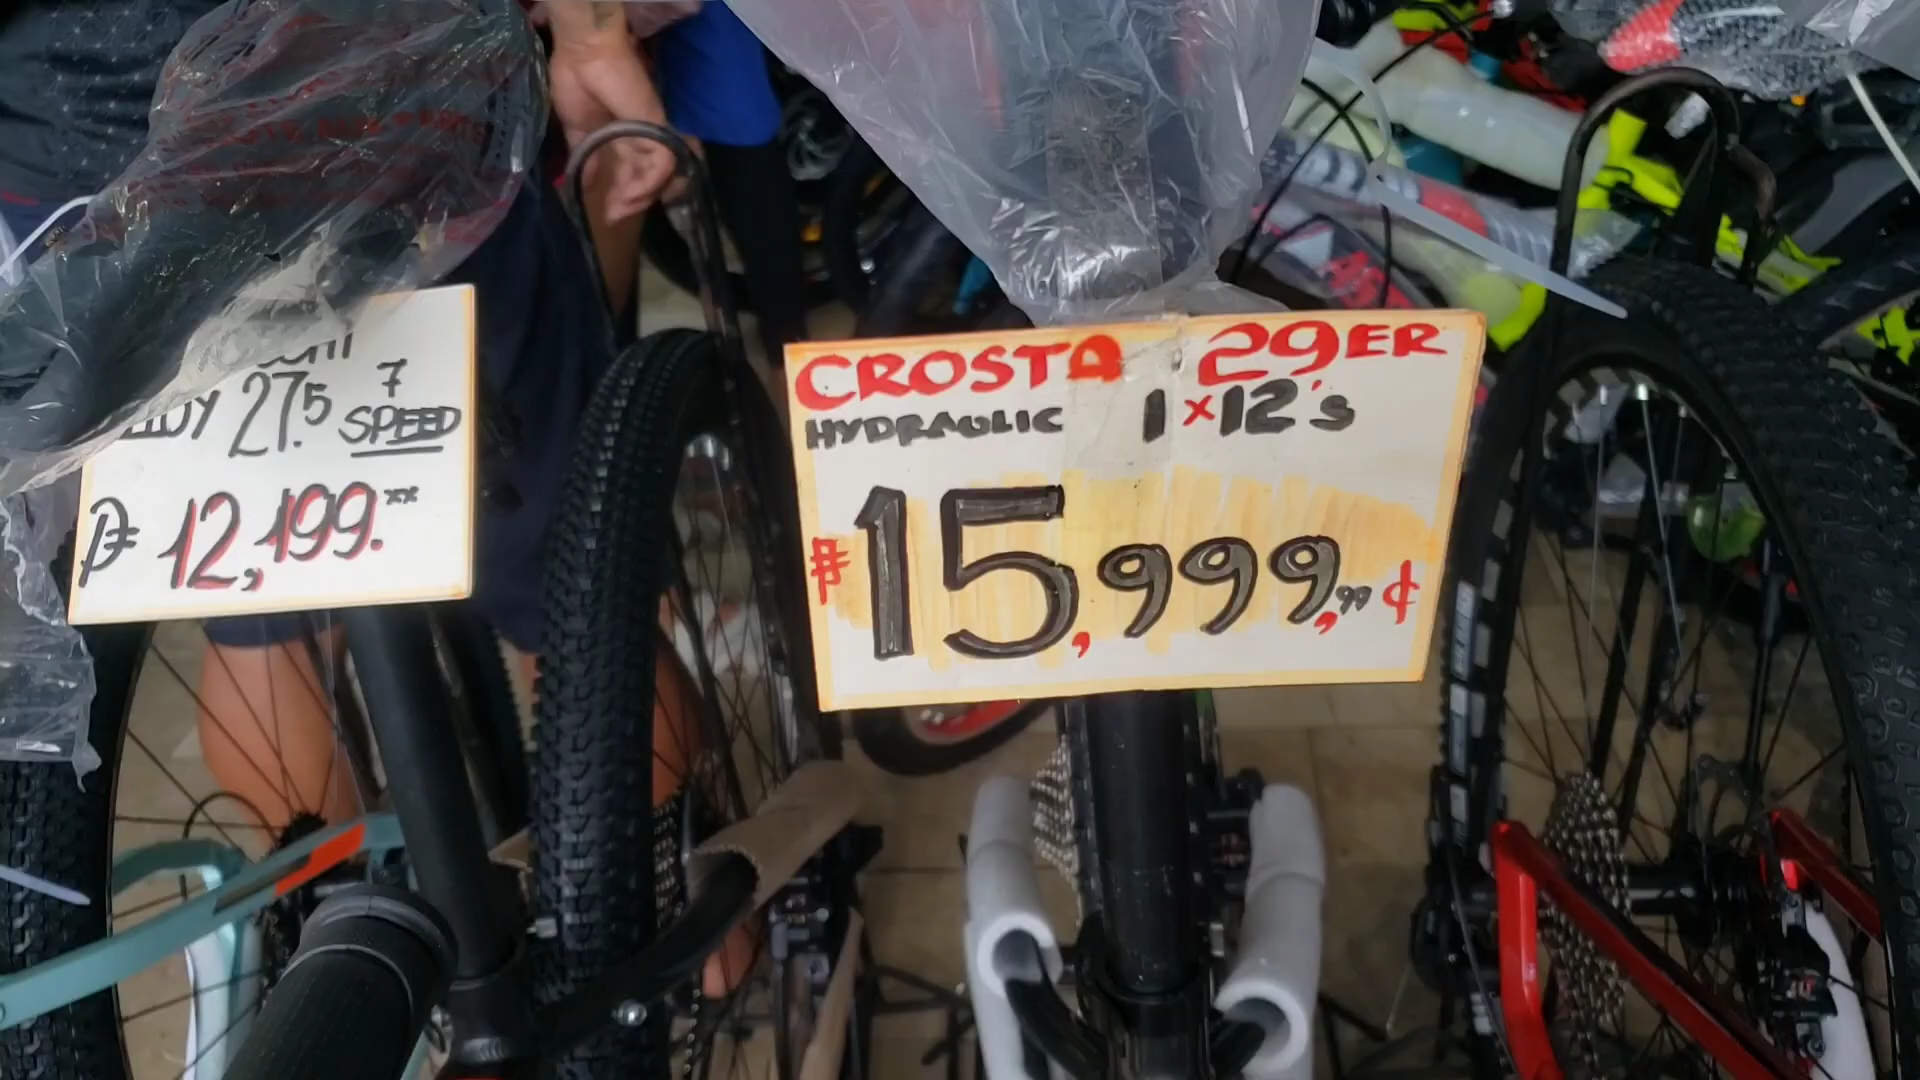 27.5 7
SPEED
₱ 12,199.xx
CROSTA 29ER
HYDRAULIC 1x12's
₱15,999,99¢